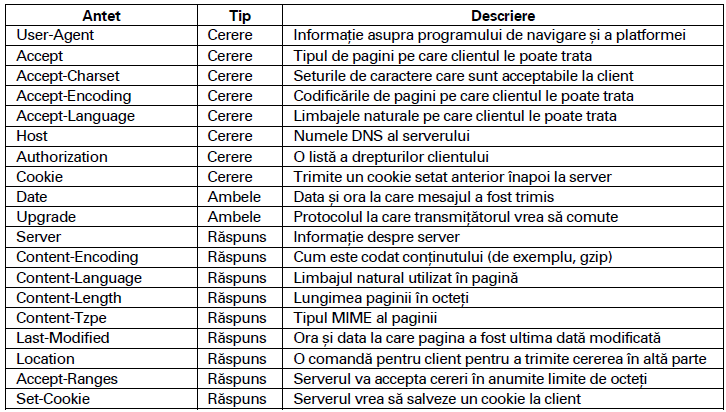 Antet Tip Descriere
User-Agent Cerere Informație asupra programului de navigare și a platformei
Accept Cerere Tipul de pagini pe care clientul le poate trata
Accept-Charset Cerere Seturile de caractere care sunt acceptabile la client
Accept-Encoding Cerere Codificările de pagini pe care clientul le poate trata
Accept-Language Cerere Limbajele naturale pe care clientul le poate trata
Host Cerere Numele DNS al serverului
Authorization Cerere O listă a drepturilor clientului
Cookie Cerere Trimite un cookie setat anterior înapoi la server
Date Ambele Data și ora la care mesajul a fost trimis
Upgrade Ambele Protocolul la care transmițătorul vrea să comute
Server Răspuns Informație despre server
Content-Encoding Răspuns Cum este codat conținutului (de exemplu, gzip)
Content-Language Răspuns Limbajul natural utilizat în pagină
Content-Length Răspuns Lungimea paginii în octeți
Content-Tzpe Răspuns Tipul MIME al paginii
Last-Modified Răspuns Ora și data la care pagina a fost ultima dată modificată
Location Răspuns O comandă pentru client pentru a trimite cererea în altă parte
Accept-Ranges Răspuns Serverul va accepta cereri în anumite limite de octeți
Set-Cookie Răspuns Serverul vrea să salveze un cookie la client